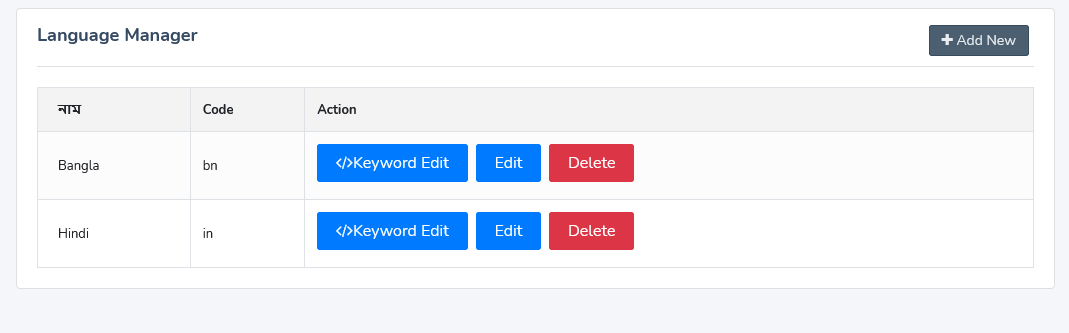 Language Manager
Add New
নাম Code Action
Bangla bn </>Keyword Edit Edit Delete
Hindi in </>Keyword Edit Edit Delete